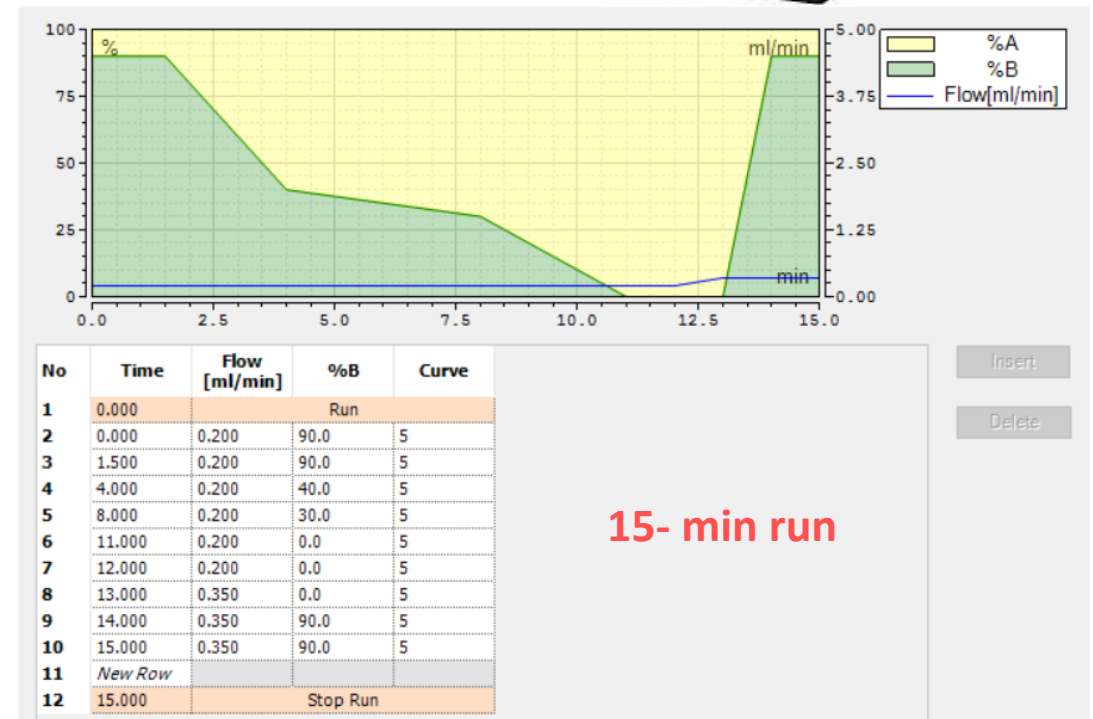 100 5.00
% ml/min %A
%B
75 3.75 Flow[ml/min]
50 2.50
25 1.25
min
0 0.00
0.0 2.5 5.0 7.5 10.0 12.5 15.0
No Time Flow [ml/min] %B Curve
Insert
1 0.000 Run
Delete
2 0.000 0.200 90.0 5
3 1.500 0.200 90.0 5
4 4.000 0.200 40.0 5
5 8.000 0.200 30.0 5
15- min run
6 11.000 0.200 0.0 5
7 12.000 0.200 0.0 5
8 13.000 0.350 0.0 5
9 14.000 0.350 90.0 5
10 15.000 0.350 90.0 5
11 New Row
12 15.000 Stop Run